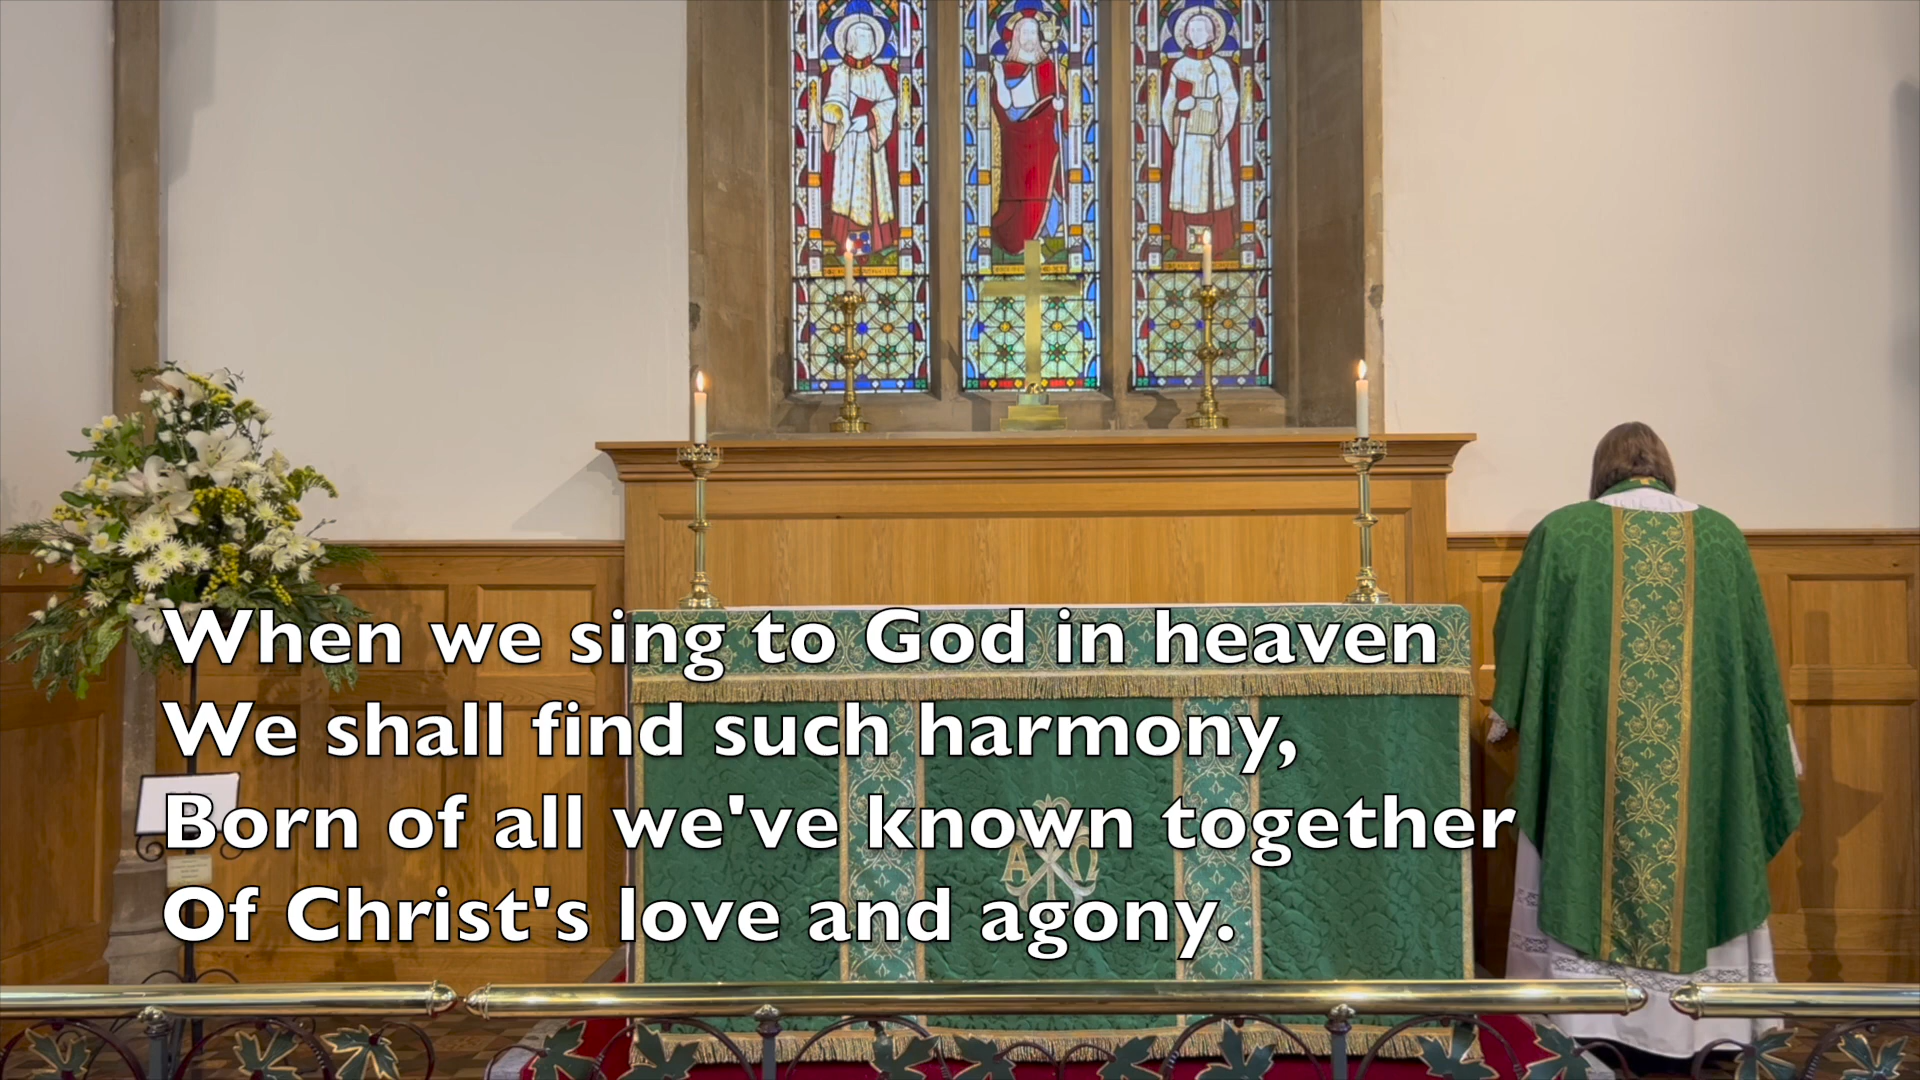 When we sing to God in heaven
We shall find such harmony,
Born of all we've known together
Of Christ's love and agony.
Α Ω